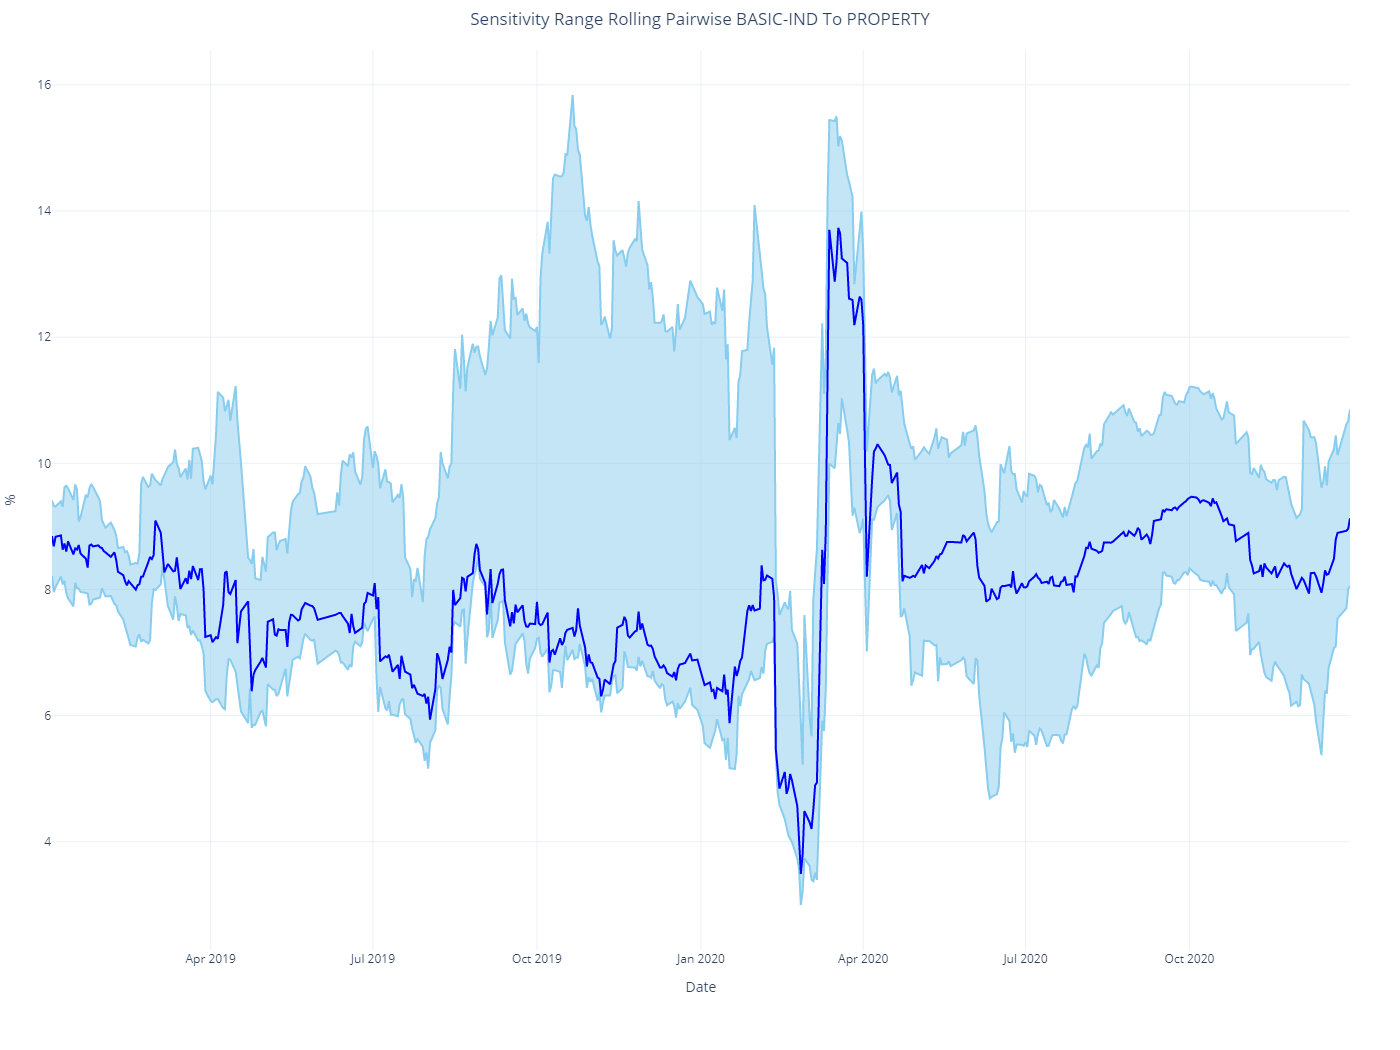 Sensitivity Range Rolling Pairwise BASIC-IND To PROPERTY
16
14
12
10
8
6
4
%
Apr 2019
Jul 2019
Oct 2019
Jan 2020
Apr 2020
Jul 2020
Oct 2020
Date